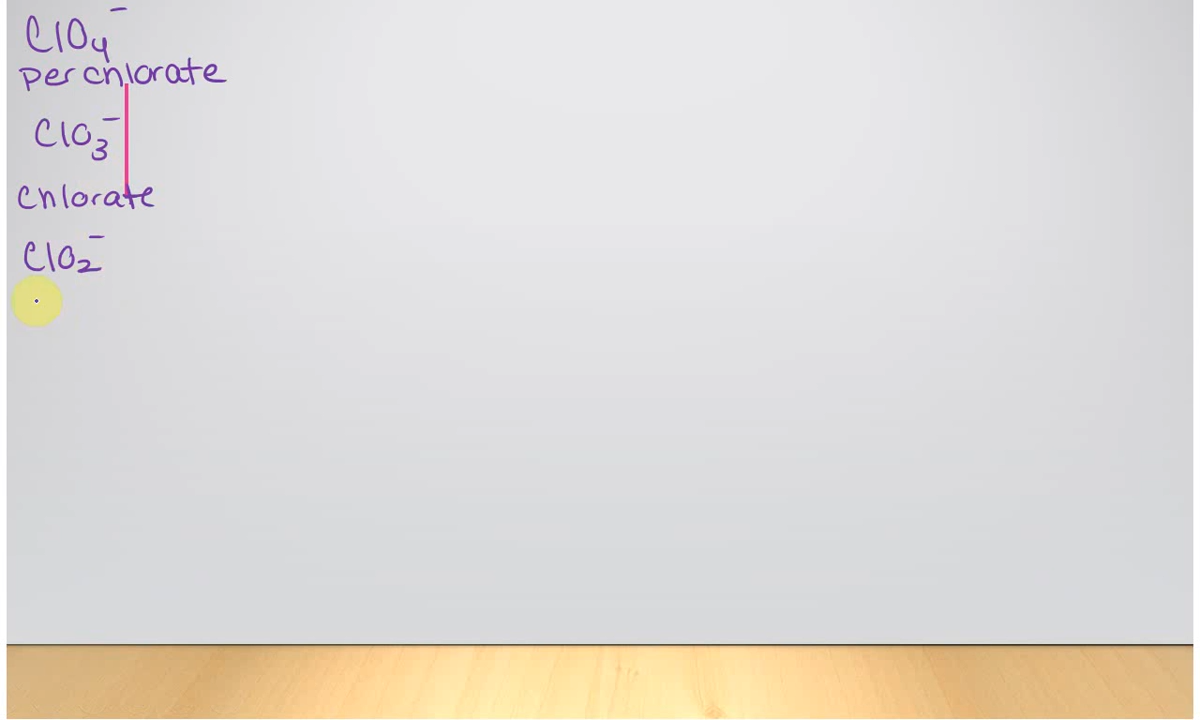 ClO₄⁻
perchlorate
ClO₃⁻
chlorate
ClO₂⁻